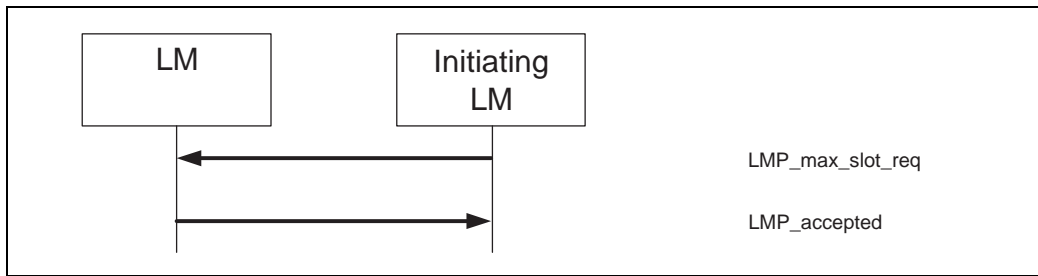 LM
Initiating
LM
LMP_max_slot_req
LMP_accepted